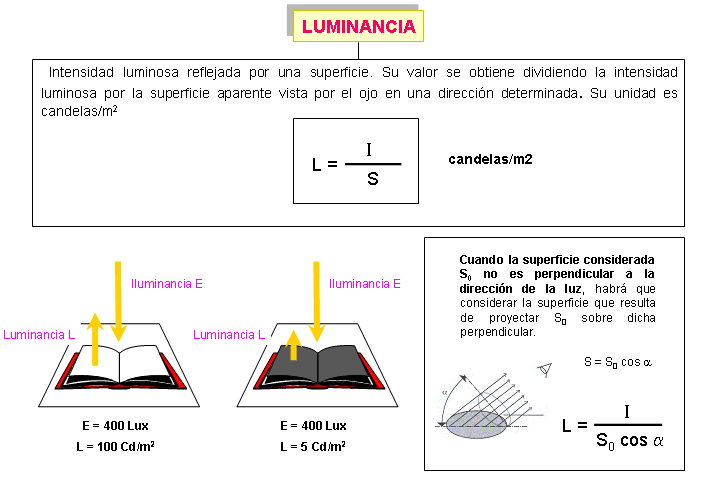 LUMINANCIA
Intensidad luminosa reflejada por una superficie. Su valor se obtiene dividiendo la intensidad
luminosa por la superficie aparente vista por el ojo en una dirección determinada. Su unidad es
candelas/m²
L = I / S
candelas/m2
Iluminancia E
Luminancia L
E = 400 Lux
L = 100 Cd/m²
Iluminancia E
Luminancia L
E = 400 Lux
L = 5 Cd/m²
Cuando la superficie considerada
S₀ no es perpendicular a la
dirección de la luz, habrá que
considerar la superficie que resulta
de proyectar S▯ sobre dicha
perpendicular.
S = S▯ cos α
α
L = I / S₀ cos α